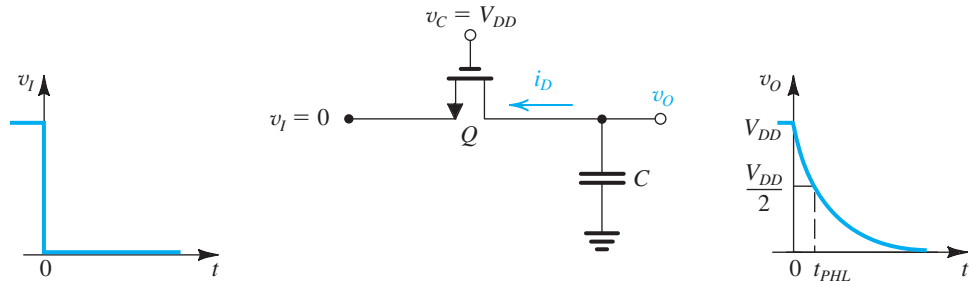 v_C = V_DD
v_I
v_I = 0
Q
i_D
v_O
C
0
t
v_O
V_DD
V_DD/2
0
t_PHL
t